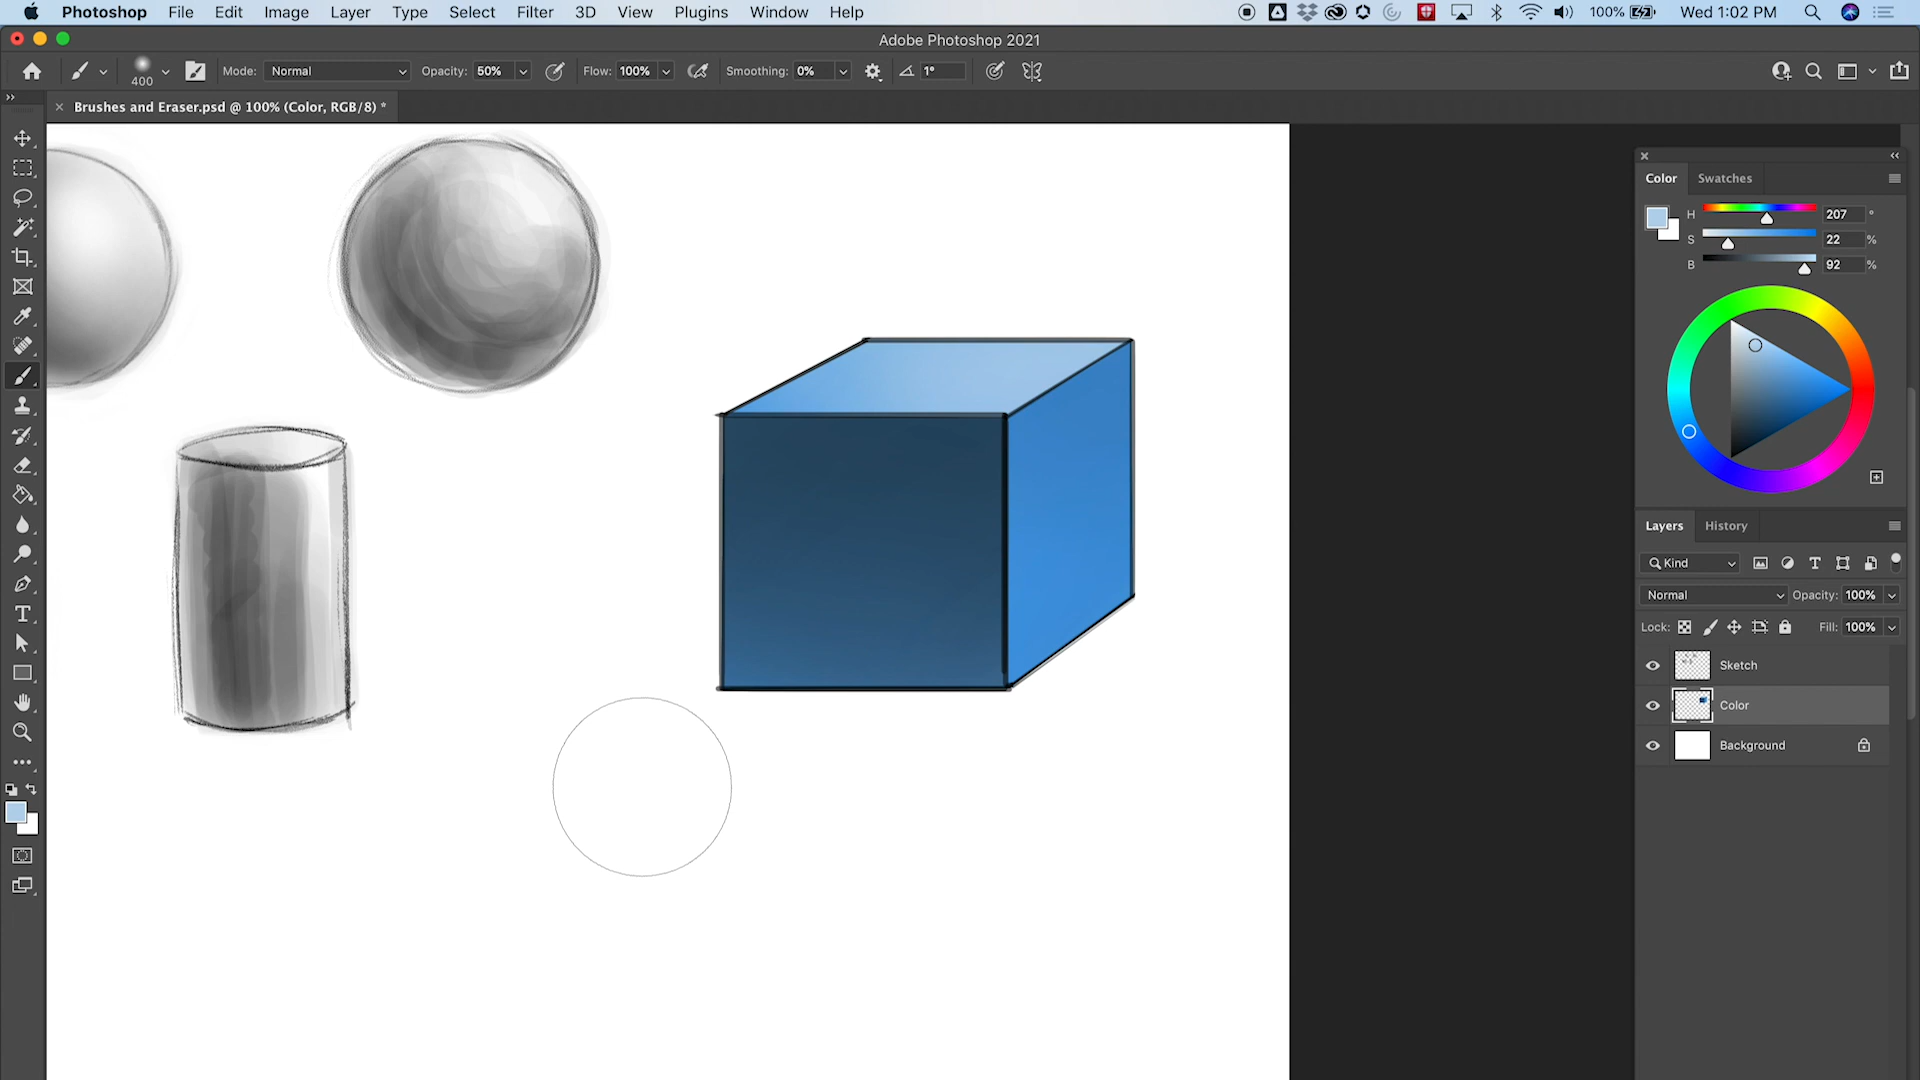 Photoshop File Edit Image Layer Type Select Filter 3D View Plugins Window Help 100% Wed 1:02 PM
Adobe Photoshop 2021
400 Mode: Normal Opacity: 50% Flow: 100% Smoothing: 0% 1°
Brushes and Eraser.psd @ 100% (Color, RGB/8) *
Color Swatches
H 207 °
S 22 %
B 92 %
Layers History
Kind
Normal Opacity: 100%
Lock: Fill: 100%
Sketch
Color
Background